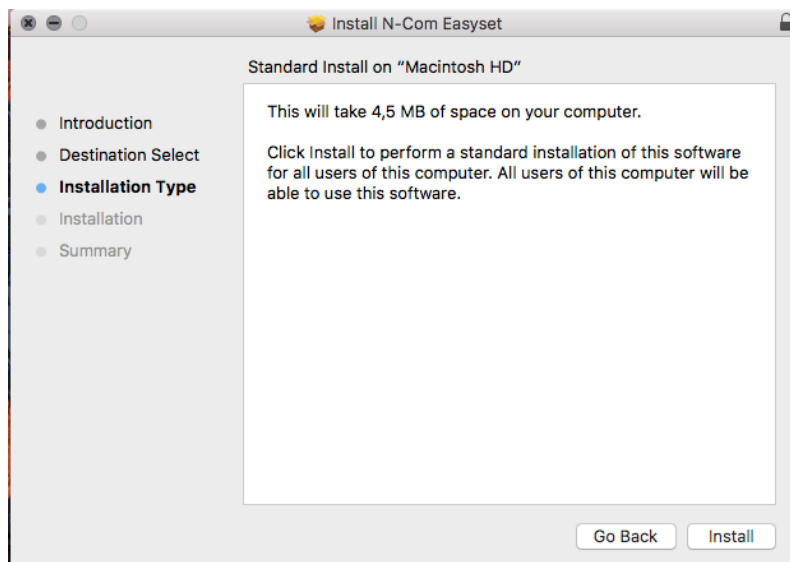 Install N-Com Easyset
Standard Install on “Macintosh HD”
Introduction
Destination Select
Installation Type
Installation
Summary
This will take 4,5 MB of space on your computer.
Click Install to perform a standard installation of this software
for all users of this computer. All users of this computer will be
able to use this software.
Go Back
Install